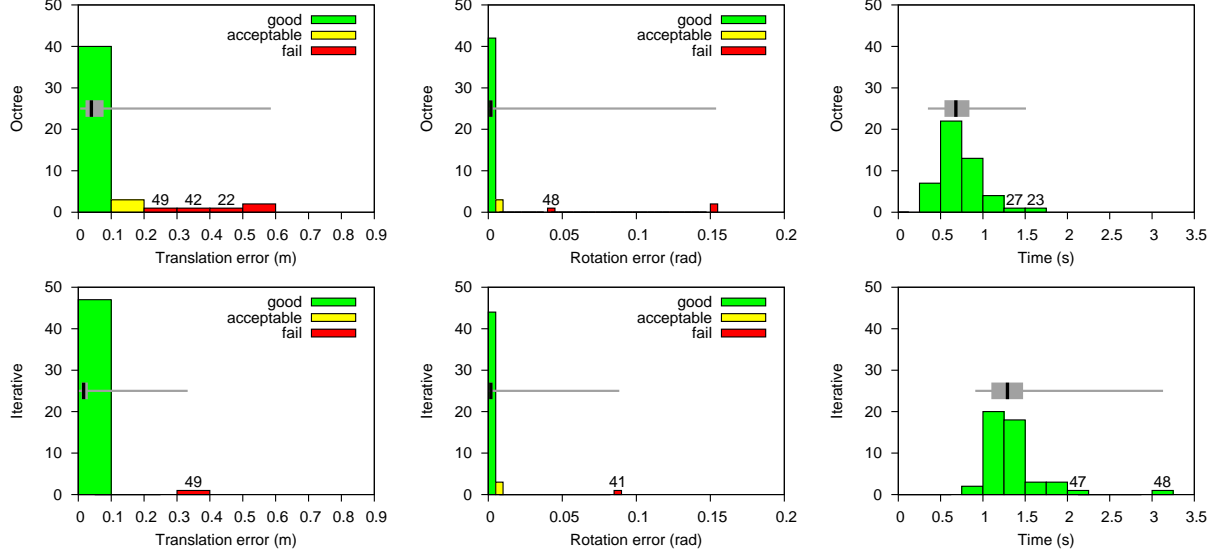 50
40
30
20
10
0
Octree
good
acceptable
fail
49 42 22
0 0.1 0.2 0.3 0.4 0.5 0.6 0.7 0.8 0.9
Translation error (m)
50
40
30
20
10
0
Octree
good
acceptable
fail
48
0 0.05 0.1 0.15 0.2
Rotation error (rad)
50
40
30
20
10
0
Octree
27 23
0 0.5 1 1.5 2 2.5 3 3.5
Time (s)
50
40
30
20
10
0
Iterative
good
acceptable
fail
49
0 0.1 0.2 0.3 0.4 0.5 0.6 0.7 0.8 0.9
Translation error (m)
50
40
30
20
10
0
Iterative
good
acceptable
fail
41
0 0.05 0.1 0.15 0.2
Rotation error (rad)
50
40
30
20
10
0
Iterative
47 48
0 0.5 1 1.5 2 2.5 3 3.5
Time (s)